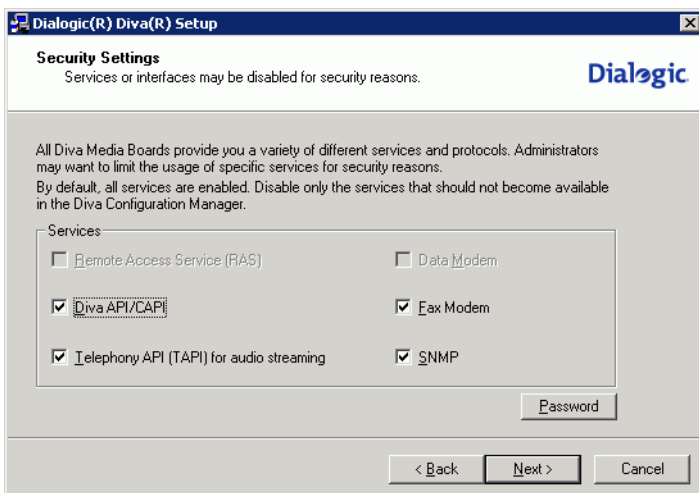 Dialogic(R) Diva(R) Setup
Security Settings
Services or interfaces may be disabled for security reasons.
Dialogic
All Diva Media Boards provide you a variety of different services and protocols. Administrators
may want to limit the usage of specific services for security reasons.
By default, all services are enabled. Disable only the services that should not become available
in the Diva Configuration Manager.
Services
Remote Access Service (RAS)
Data Modem
Diva API/CAPI
Fax Modem
Telephony API (TAPI) for audio streaming
SNMP
Password
< Back
Next >
Cancel